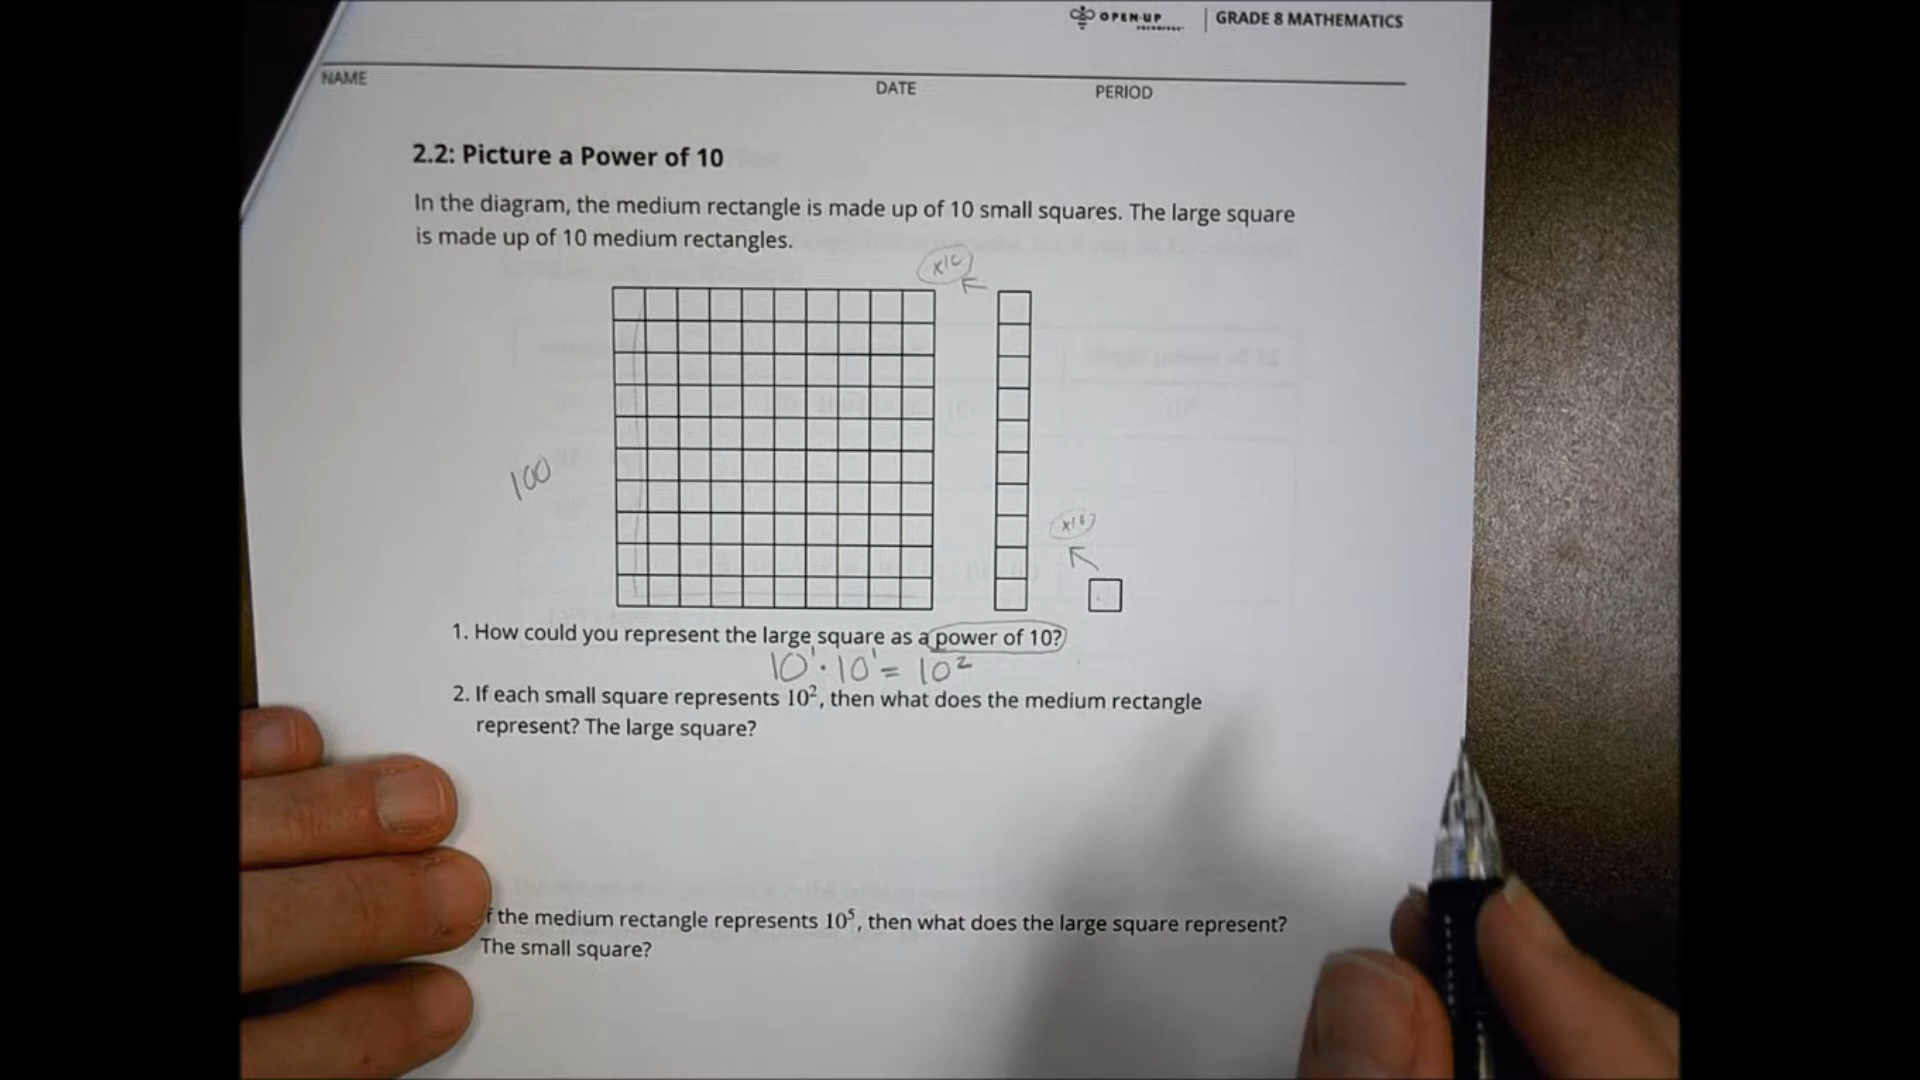 OPEN-UP
GRADE 8 MATHEMATICS
NAME DATE PERIOD
2.2: Picture a Power of 10
In the diagram, the medium rectangle is made up of 10 small squares. The large square
is made up of 10 medium rectangles.
x10
100
x10
1. How could you represent the large square as a power of 10?
10¹·10¹= 10²
2. If each small square represents 10², then what does the medium rectangle
represent? The large square?
f the medium rectangle represents 10⁵, then what does the large square represent?
The small square?